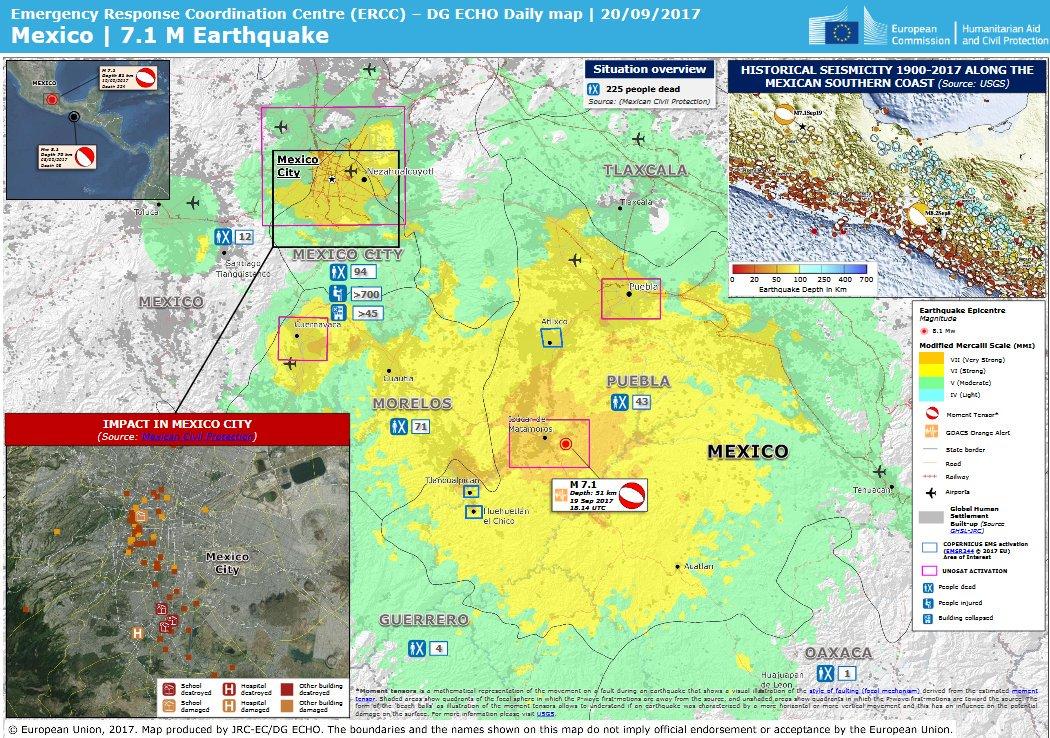 Emergency Response Coordination Centre (ERCC) – DG ECHO Daily map | 20/09/2017
Mexico | 7.1 M Earthquake
European
Commission
Humanitarian Aid
and Civil Protection
MEXICO
M 7.1
Depth 51 km
Situation overview
225 people dead
Source: (Mexican Civil Protection)
HISTORICAL SEISMICITY 1900-2017 ALONG THE
MEXICAN SOUTHERN COAST (Source: USGS)
M7.1Sep19
M8.2Sep8
0 20 50 100 250 400 700
Earthquake Depth in Km
Mexico
City
Nezahualcuyotl
TLAXCALA
Tlaxcala
Toluca
12
Santiago
Tianguistenco
MEXICO CITY
94
>700
>45
MEXICO
Cuernavaca
Puebla
Atlixco
Cuautla
PUEBLA
43
MORELOS
71
Izucar de
Matamoros
MEXICO
M 7.1
Depth: 51 km
19 Sep 2017
18.14 UTC
Tlancualpican
Huehuetlán
el Chico
Tehuacan
Acatlan
GUERRERO
4
OAXACA
1
Huajuapan
de Leon
Earthquake Epicentre
Magnitude
8.1 Mw
Modified Mercalli Scale (MMI)
VII (Very Strong)
VI (Strong)
V (Moderate)
IV (Light)
Moment Tensor*
GDACS Orange Alert
State border
Road
Railway
Airports
Global Human
Settlement
Built-up (Source
GHSL-JRC)
COPERNICUS EMS activation
(EMSR244 © 2017 EU)
Area of Interest
UNOSAT ACTIVATION
People dead
People injured
Building collapsed
IMPACT IN MEXICO CITY
(Source: Mexican Civil Protection)
Mexico
City
H
School
destroyed
Hospital
destroyed
Other building
destroyed
School
damaged
Hospital
damaged
Other building
damaged
*Moment tensors is a mathematical representation of the movement on a fault during an earthquake that shows a visual illustration of the style of faulting (focal mechanism) derived from the estimated moment
tensor. Shaded areas show quadrants of the focal sphere in which the P-wave first-motions are away from the source, and unshaded areas show quadrants in which the P-wave first-motions are toward the source. The
form of the 'beach balls' as illustration of the moment tensors allows to understand if an earthquake was characterised by a more horizontal or more vertical movement and this has an influence on the potential
damage on the surface. For more information please visit USGS.
© European Union, 2017. Map produced by JRC-EC/DG ECHO. The boundaries and the names shown on this map do not imply official endorsement or acceptance by the European Union.